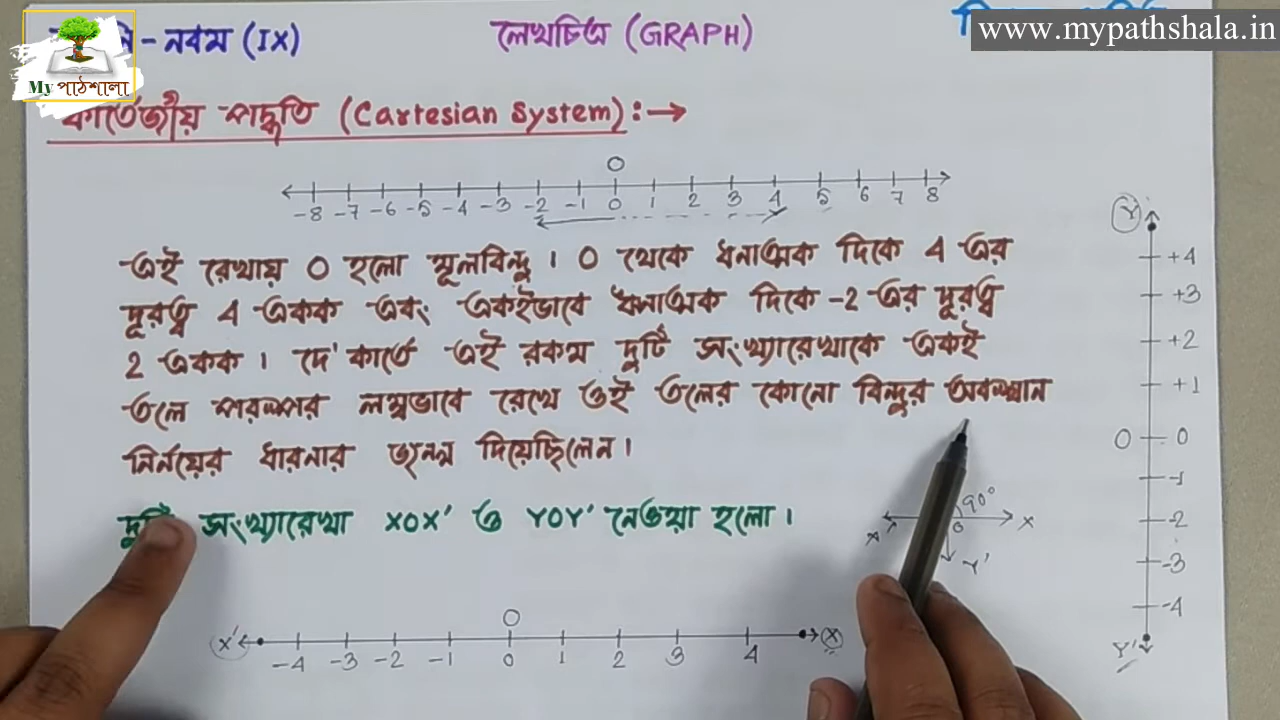 নবম (IX)
লেখচিত্র (GRAPH)
www.mypathshala.in
My পাঠশালা
কার্তেজীয় পদ্ধতি (Cartesian System):→
0
-8 -7 -6 -5 -4 -3 -2 -1 0 1 2 3 4 5 6 7 8
এই রেখায় 0 হলো মূলবিন্দু। 0 থেকে ধনাত্মক দিকে 4 এর
দূরত্ব 4 একক এবং একইভাবে ঋনাত্মক দিকে -2 এর দূরত্ব
2 একক। দে'কার্তে এই রকম দুটি সংখ্যারেখাকে একই
তলে পরস্পর লম্বভাবে রেখে ওই তলের কোনো বিন্দুর অবস্থান
নির্নয়ের ধারনার জন্ম দিয়েছিলেন।
দুটি সংখ্যারেখা XOX' ও YOY' নেওয়া হলো।
90°
X
0
Y'
0
X' X
-4 -3 -2 -1 0 1 2 3 4
Y
+4
+3
+2
+1
0 0
-1
-2
-3
-4
Y'